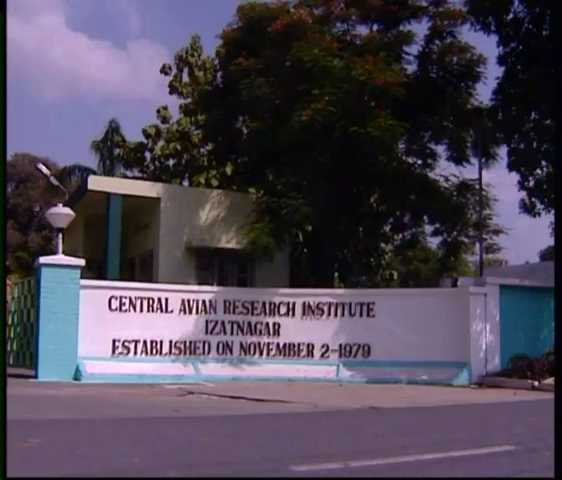 CENTRAL AVIAN RESEARCH INSTITUTE
IZATNAGAR
ESTABLISHED ON NOVEMBER 2-1979